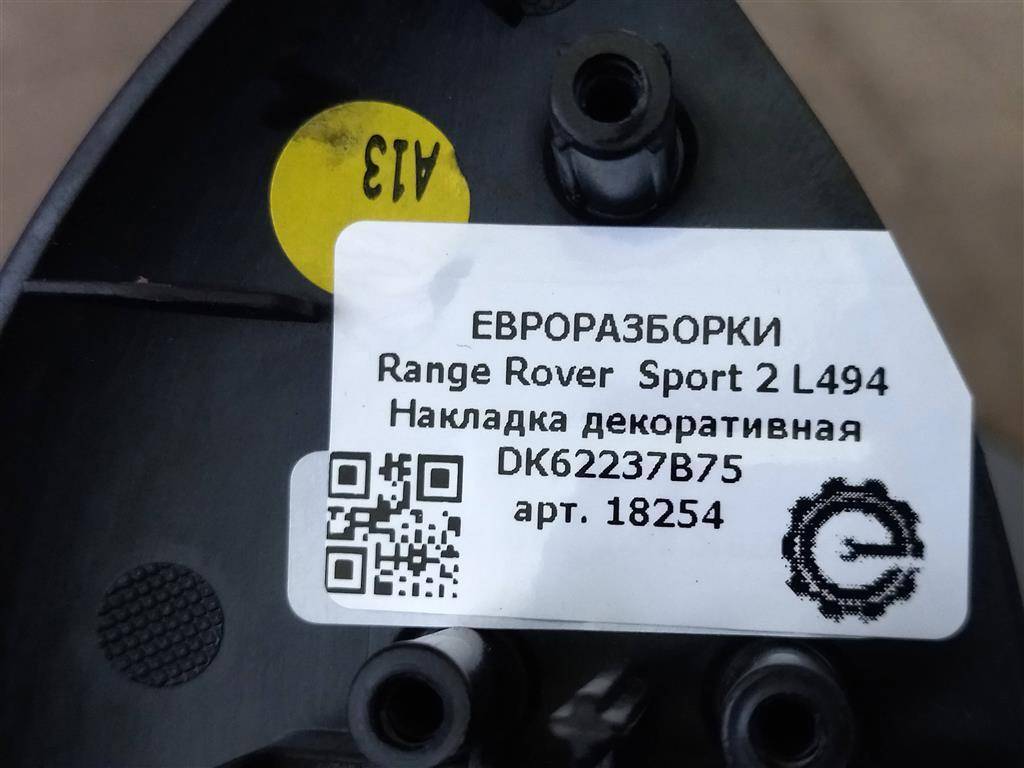 A13
ЕВРОРАЗБОРКИ
Range Rover Sport 2 L494
Накладка декоративная
DK62237B75
арт. 18254